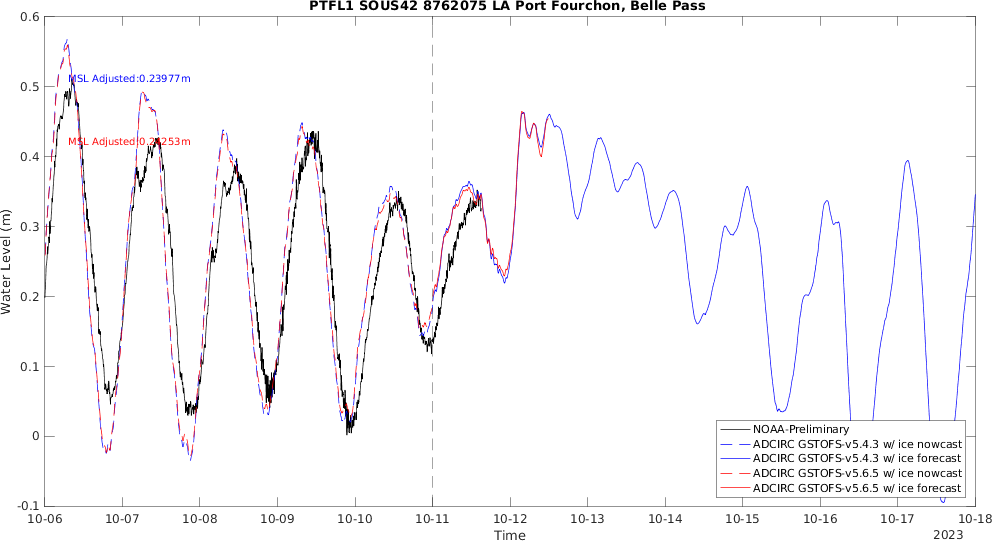 PTFL1 SOUS42 8762075 LA Port Fourchon, Belle Pass
0.6
0.5
0.4
0.3
0.2
0.1
0
-0.1
Water Level (m)
MSL Adjusted:0.23977m
MSL Adjusted:
NOAA-Preliminary
ADCIRC GSTOFS-v5.4.3 w/ ice nowcast
ADCIRC GSTOFS-v5.4.3 w/ ice forecast
ADCIRC GSTOFS-v5.6.5 w/ ice nowcast
ADCIRC GSTOFS-v5.6.5 w/ ice forecast
10-06 10-07 10-08 10-09 10-10 10-11 10-12 10-13 10-14 10-15 10-16 10-17 10-18
Time
2023